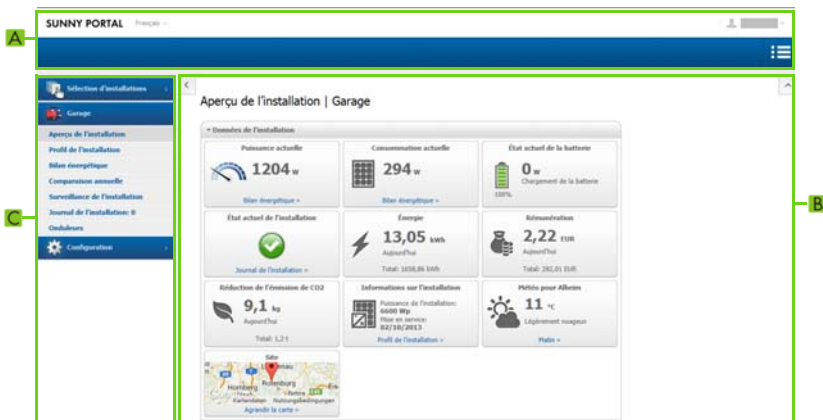 SUNNY PORTAL Français
A
Sélection d'installations
Garage
Aperçu de l'installation
Profil de l'installation
Bilan énergétique
Comparaison annuelle
Surveillance de l'installation
Journal de l'installation: 0
Onduleurs
Configuration
C
Aperçu de l'installation | Garage
Données de l'installation
Puissance actuelle
1204 w
Bilan énergétique »
Consommation actuelle
294 w
Bilan énergétique »
État actuel de la batterie
0 w
Chargement de la batterie
100%
État actuel de l'installation
Journal de l'installation »
Énergie
13,05 kWh
Aujourd'hui
Total: 1658,86 kWh
Rémunération
2,22 EUR
Aujourd'hui
Total: 282,01 EUR
Réduction de l'émission de CO2
9,1 kg
Aujourd'hui
Total: 1,2 t
Informations sur l'installation
Puissance de l'installation:
6600 Wp
Mise en service:
02/10/2013
Profil de l'installation »
Météo pour Alheim
11 °C
Légèrement nuageux
Matin »
Site
Homberg
Rotenburg
Kartendaten Nutzungsbedingungen
Agrandir la carte »
B